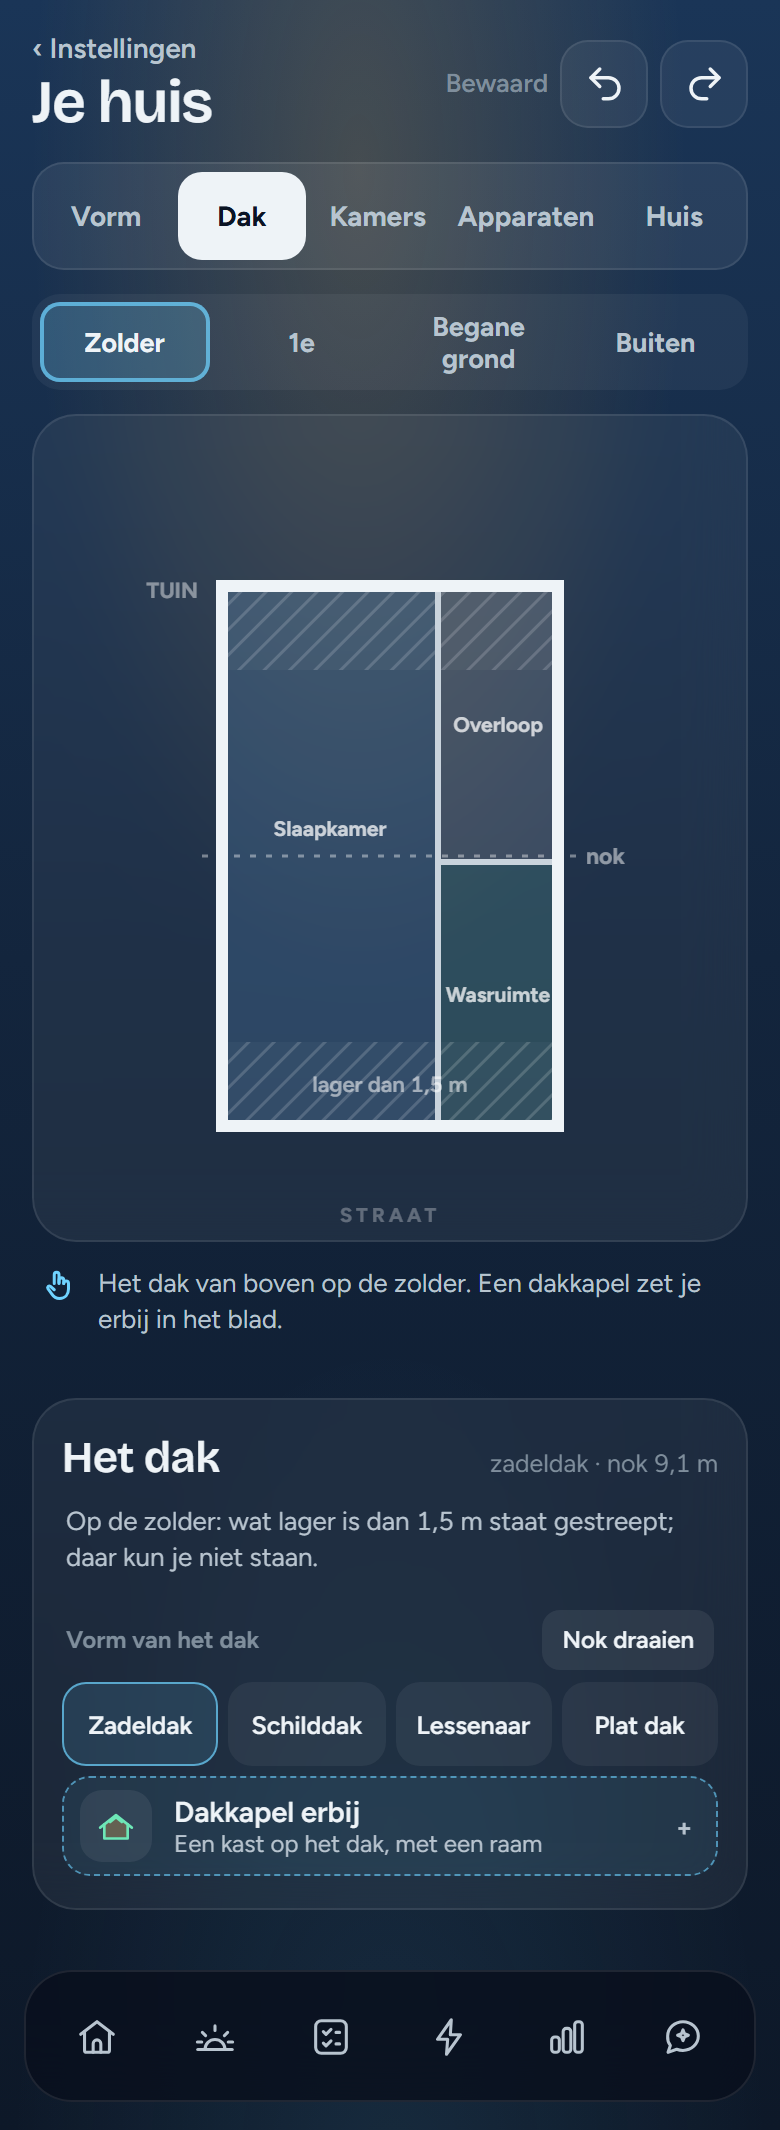 ‹ Instellingen
Je huis
Bewaard
Vorm
Dak
Kamers
Apparaten
Huis
Zolder
1e
Begane
grond
Buiten
TUIN
Overloop
Slaapkamer
nok
Wasruimte
lager dan 1,5 m
STRAAT
Het dak van boven op de zolder. Een dakkapel zet je
erbij in het blad.
Het dak
zadeldak · nok 9,1 m
Op de zolder: wat lager is dan 1,5 m staat gestreept;
daar kun je niet staan.
Vorm van het dak
Nok draaien
Zadeldak
Schilddak
Lessenaar
Plat dak
Dakkapel erbij
Een kast op het dak, met een raam
+